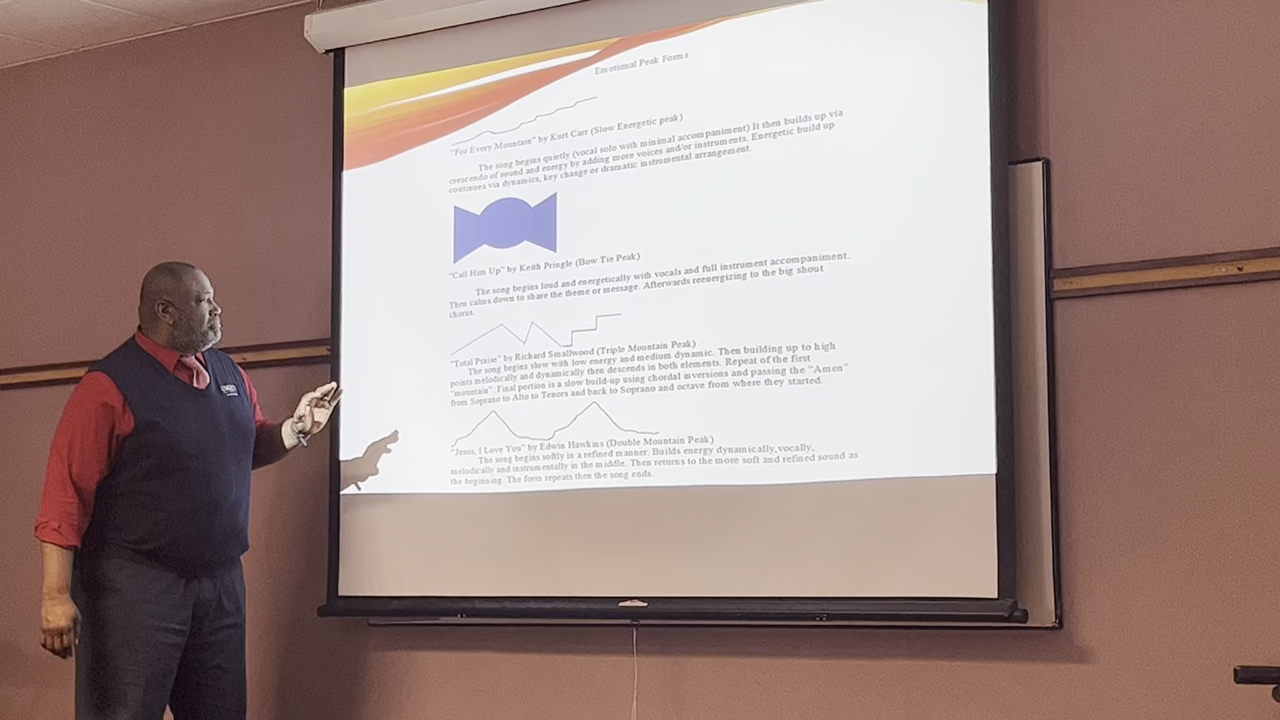 Emotional Peak Forms
"For Every Mountain" by Kurt Carr (Slow Energetic peak)
The song begins quietly (vocal solo with minimal accompaniment) It then builds up via
crescendo of sound and energy by adding more voices and/or instruments. Energetic build up
continues via dynamics, key change or dramatic instrumental arrangement.
"Call Him Up" by Keith Pringle (Bow Tie Peak)
The song begins loud and energetically with vocals and full instrument accompaniment.
Then calms down to share the theme or message. Afterwards reenergizing to the big shout
chorus.
"Total Praise" by Richard Smallwood (Triple Mountain Peak)
The song begins slow with low energy and medium dynamic. Then building up to high
points melodically and dynamically then descends in both elements. Repeat of the first
"mountain". Final portion is a slow build-up using chordal inversions and passing the "Amen"
from Soprano to Alto to Tenors and back to Soprano and octave from where they started.
"Jesus, I Love You" by Edwin Hawkins (Double Mountain Peak)
The song begins softly in a refined manner. Builds energy dynamically,vocally,
melodically and instrumentally in the middle. Then returns to the more soft and refined sound as
the beginning. The form repeats then the song ends.